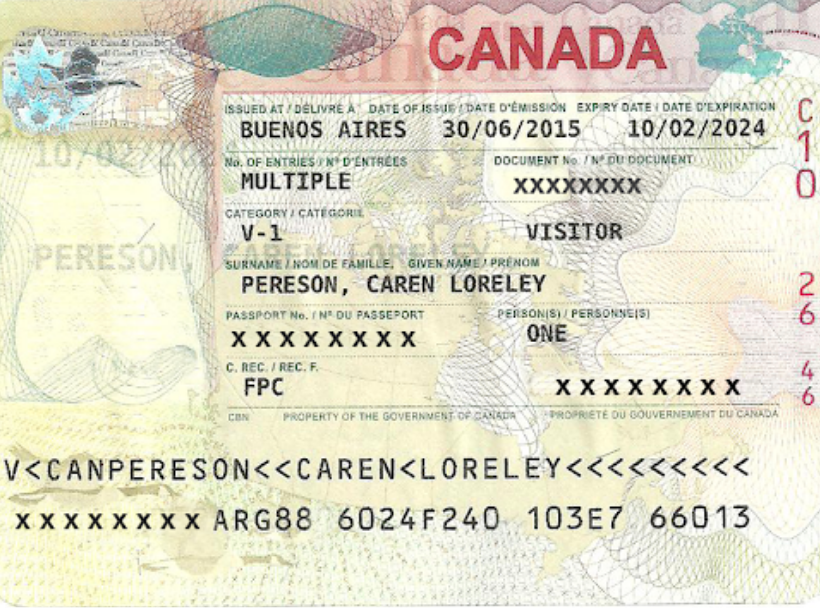 CANADA
ISSUED AT / DÉLIVRÉ À DATE OF ISSUE / DATE D'ÉMISSION EXPIRY DATE / DATE D'EXPIRATION
BUENOS AIRES 30/06/2015 10/02/2024
No. OF ENTRIES / Nº D'ENTRÉES DOCUMENT No. / Nº DU DOCUMENT
MULTIPLE XXXXXXXX
CATEGORY / CATÉGORIE
V-1 VISITOR
SURNAME / NOM DE FAMILLE, GIVEN NAME / PRÉNOM
PERESON, CAREN LORELEY
PASSPORT No. / Nº DU PASSEPORT PERSON(S) / PERSONNE(S)
XXXXXXXX ONE
C. REC. / REC. F.
FPC XXXXXXXX
CBN PROPERTY OF THE GOVERNMENT OF CANADA PROPRIÉTÉ DU GOUVERNEMENT DU CANADA
V<CANPERESON<<CAREN<LORELEY<<<<<<<<<
XXXXXXXX ARG88 6024F240 103E7 66013
C10 26 46
PERESON, CAREN LORELEY